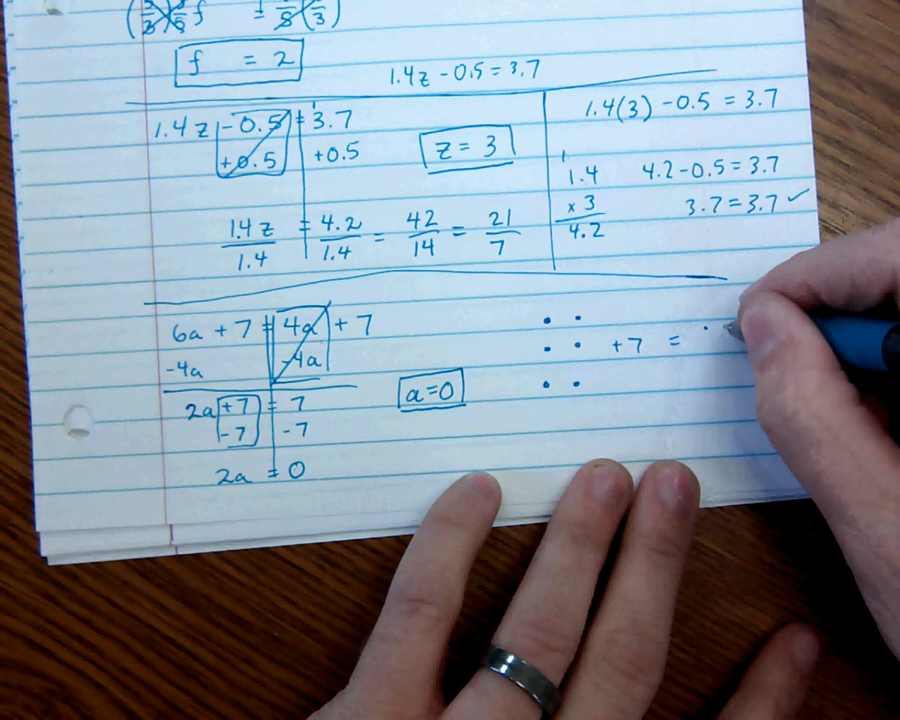 f = 2
1.4z - 0.5 = 3.7
1.4z - 0.5 = 3.7
+0.5 +0.5
z = 3
1.4z/1.4 = 4.2/1.4 = 42/14 = 21/7
1.4(3) - 0.5 = 3.7
1
1.4
x 3
4.2
4.2 - 0.5 = 3.7
3.7 = 3.7 ✓
6a + 7 = 4a + 7
-4a -4a
2a + 7 = 7
-7 -7
2a = 0
a = 0
+7 =